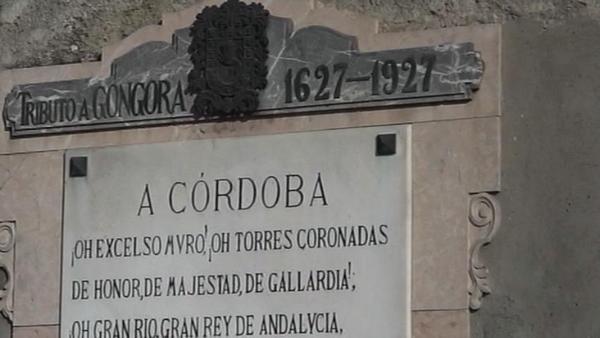 TRIBUTO A GONGORA 1627-1927
A CÓRDOBA
¡OH EXCELSO MVRO!, ¡OH TORRES CORONADAS
DE HONOR, DE MAJESTAD, DE GALLARDIA!;
¡OH GRAN RIO, GRAN REY DE ANDALVCIA,